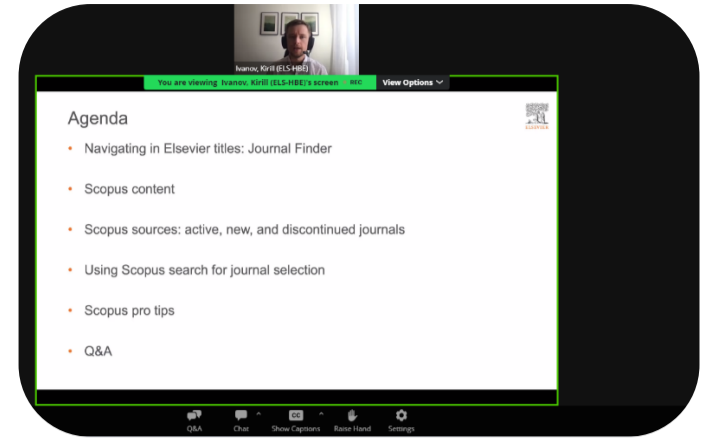 Ivanov, Kirill (ELS-HBE)
You are viewing Ivanov, Kirill (ELS-HBE)'s screen REC View Options
Agenda
ELSEVIER
• Navigating in Elsevier titles: Journal Finder
• Scopus content
• Scopus sources: active, new, and discontinued journals
• Using Scopus search for journal selection
• Scopus pro tips
• Q&A
CC
Q&A Chat Show Captions Raise Hand Settings